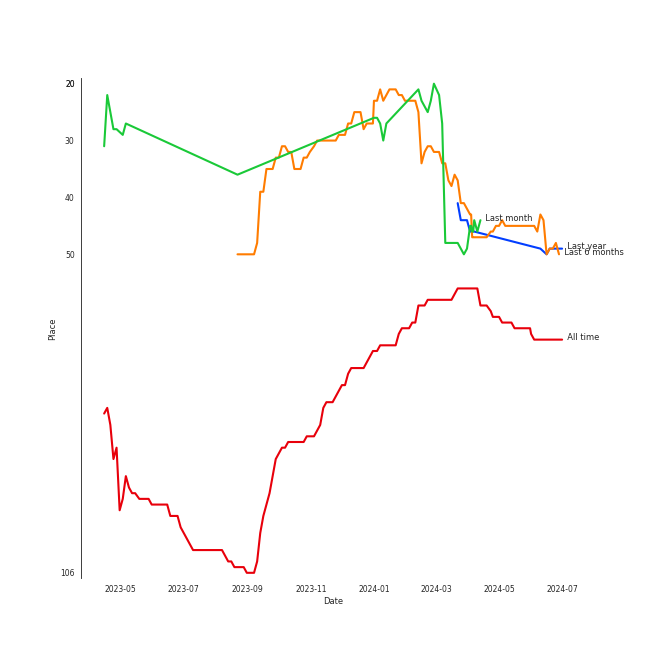 20
30
40
50
106
Place
Last month
Last year
Last 6 months
All time
2023-05
2023-07
2023-09
2023-11
2024-01
2024-03
2024-05
2024-07
Date